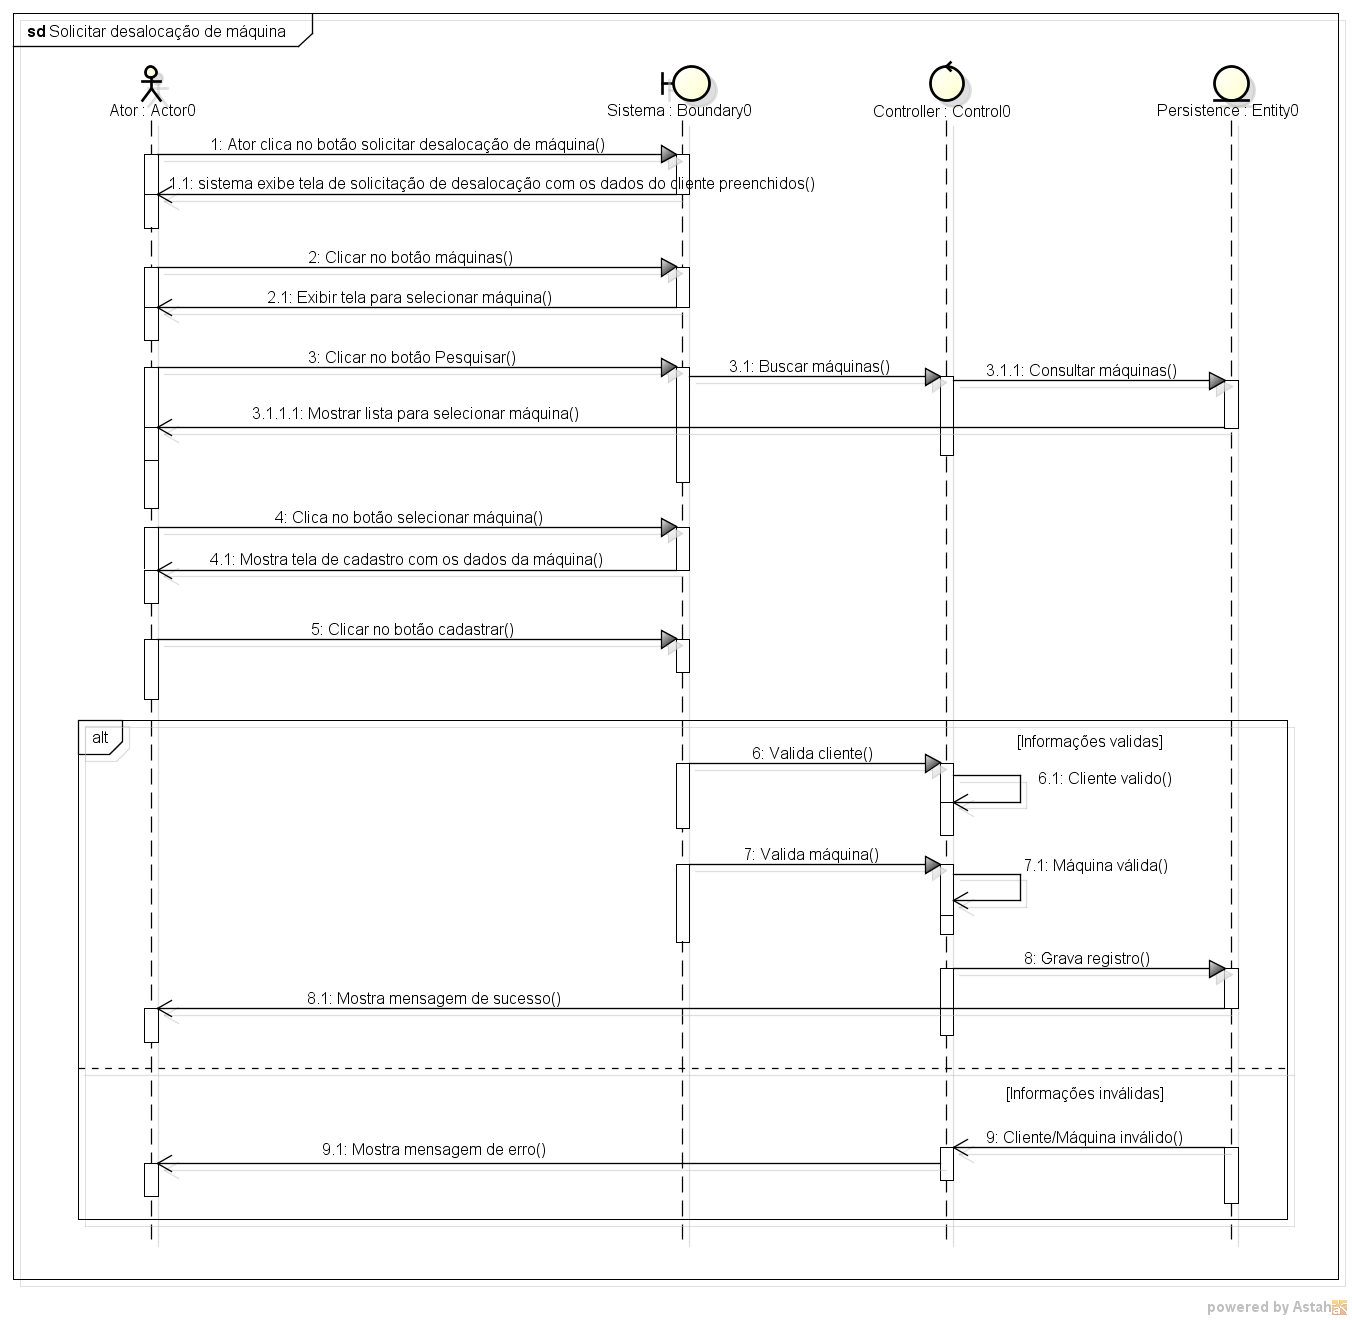 sd Solicitar desalocação de máquina
Ator : Actor0
Sistema : Boundary0
Controller : Control0
Persistence : Entity0
1: Ator clica no botão solicitar desalocação de máquina()
1.1: sistema exibe tela de solicitação de desalocação com os dados do cliente preenchidos()
2: Clicar no botão máquinas()
2.1: Exibir tela para selecionar máquina()
3: Clicar no botão Pesquisar()
3.1: Buscar máquinas()
3.1.1: Consultar máquinas()
3.1.1.1: Mostrar lista para selecionar máquina()
4: Clica no botão selecionar máquina()
4.1: Mostra tela de cadastro com os dados da máquina()
5: Clicar no botão cadastrar()
alt
[Informações validas]
6: Valida cliente()
6.1: Cliente valido()
7: Valida máquina()
7.1: Máquina válida()
8: Grava registro()
8.1: Mostra mensagem de sucesso()
[Informações inválidas]
9: Cliente/Máquina inválido()
9.1: Mostra mensagem de erro()
powered by Astah